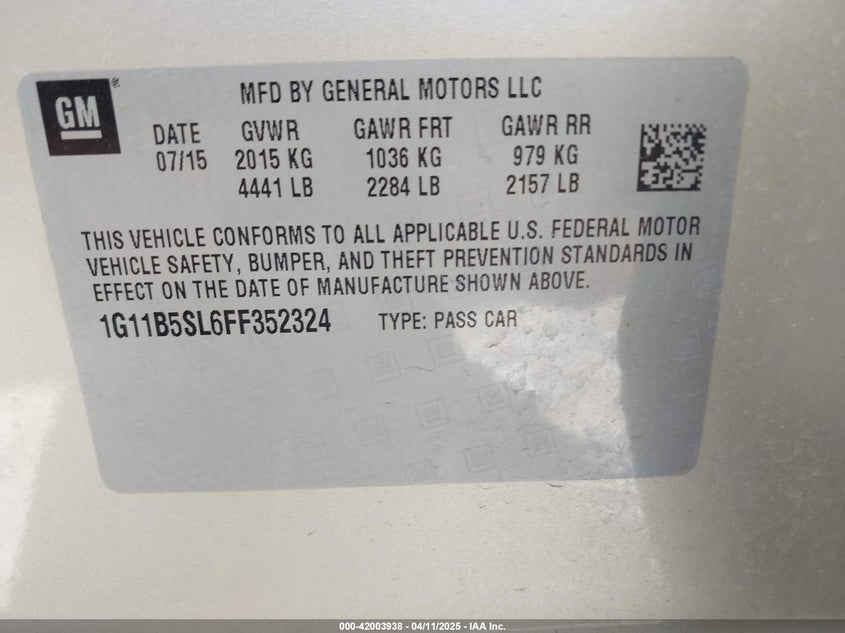 GM ®
MFD BY GENERAL MOTORS LLC
DATE GVWR GAWR FRT GAWR RR
07/15 2015 KG 1036 KG 979 KG
4441 LB 2284 LB 2157 LB
THIS VEHICLE CONFORMS TO ALL APPLICABLE U.S. FEDERAL MOTOR
VEHICLE SAFETY, BUMPER, AND THEFT PREVENTION STANDARDS IN
EFFECT ON THE DATE OF MANUFACTURE SHOWN ABOVE.
1G11B5SL6FF352324 TYPE: PASS CAR
000-42003938 - 04/11/2025 - IAA Inc.